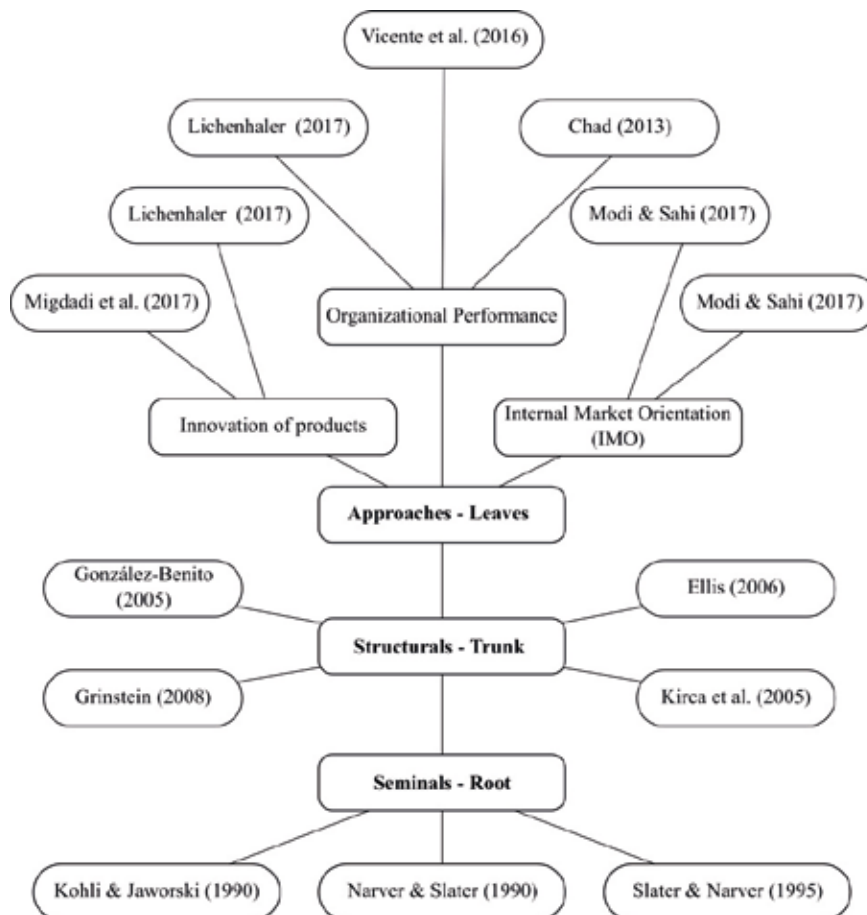 Vicente et al. (2016)
Lichenhaler (2017)
Chad (2013)
Lichenhaler (2017)
Modi & Sahi (2017)
Migdadi et al. (2017)
Organizational Performance
Modi & Sahi (2017)
Innovation of products
Internal Market Orientation
(IMO)
Approaches - Leaves
González-Benito
(2005)
Ellis (2006)
Structurals - Trunk
Grinstein (2008)
Kirca et al. (2005)
Seminals - Root
Kohli & Jaworski (1990)
Narver & Slater (1990)
Slater & Narver (1995)